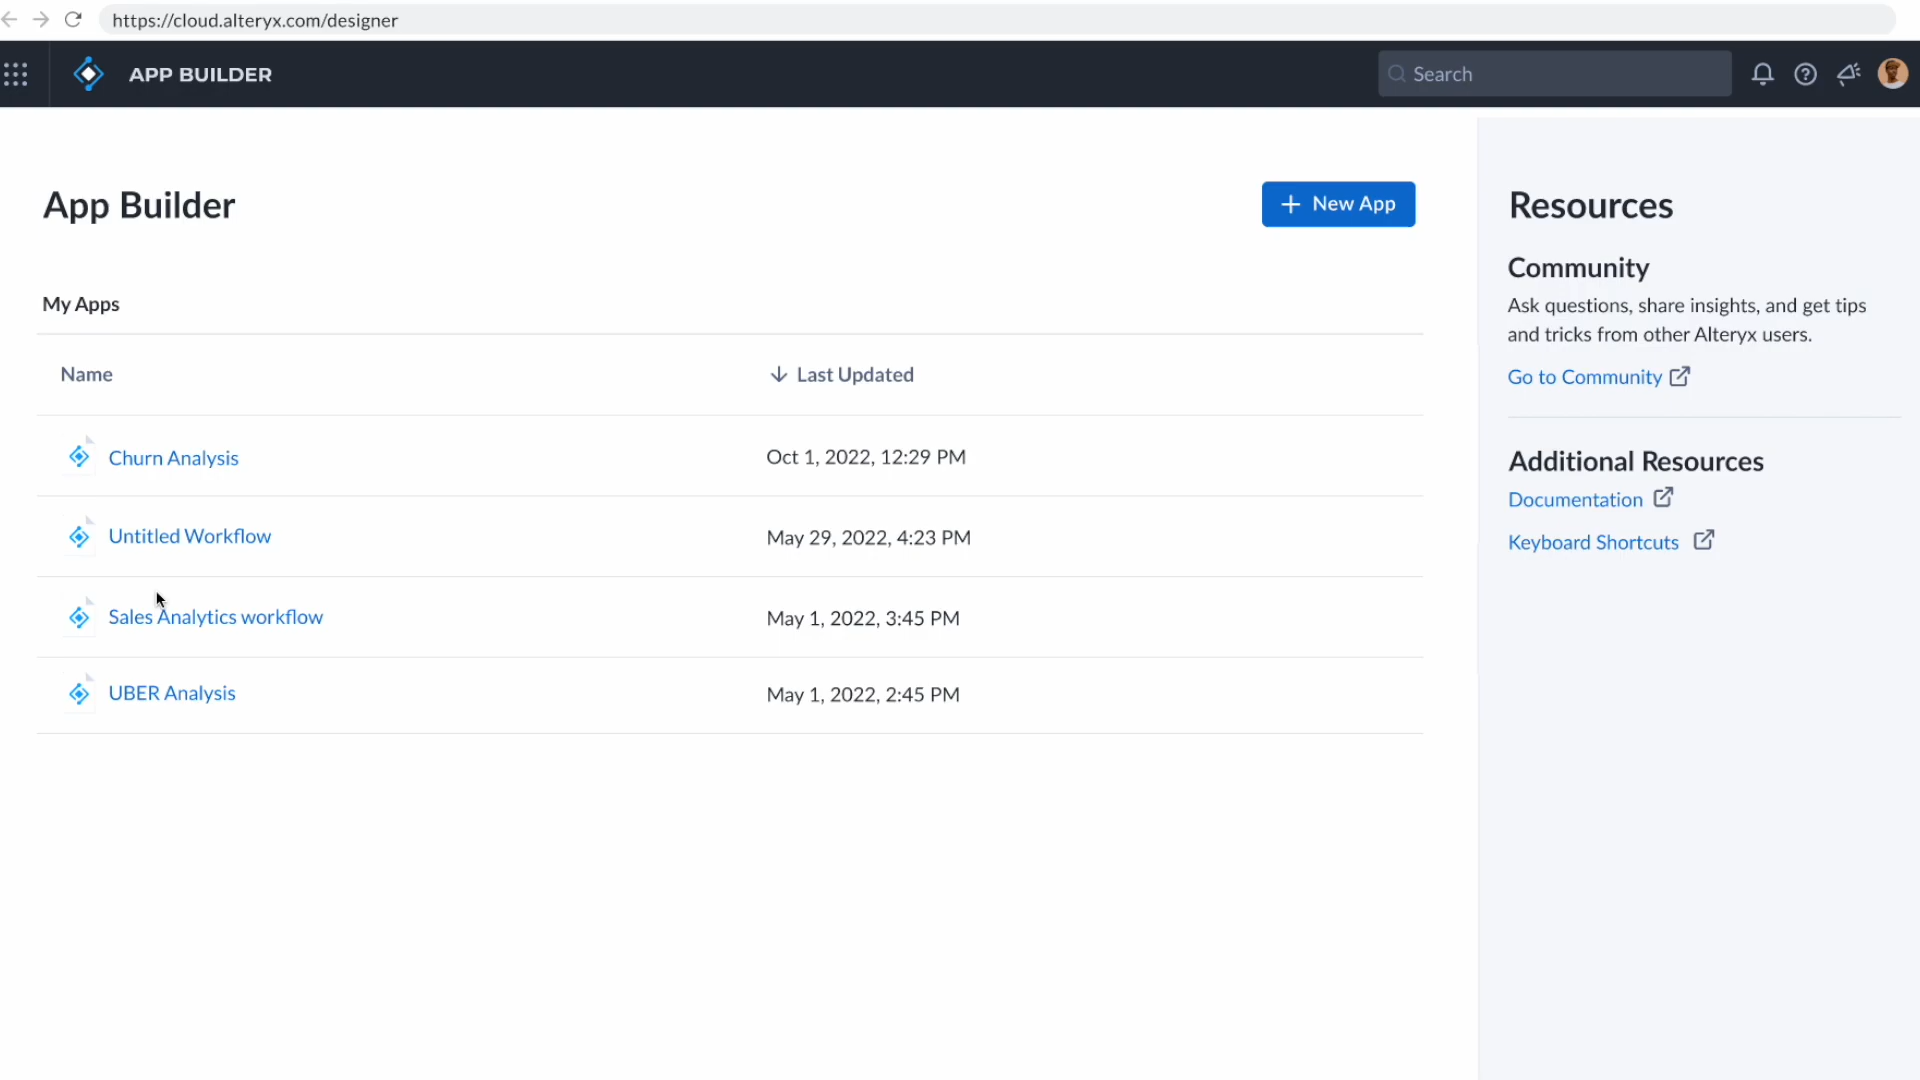 https://cloud.alteryx.com/designer
APP BUILDER
Search
App Builder
New App
My Apps
Name
Last Updated
Churn Analysis
Oct 1, 2022, 12:29 PM
Untitled Workflow
May 29, 2022, 4:23 PM
Sales Analytics workflow
May 1, 2022, 3:45 PM
UBER Analysis
May 1, 2022, 2:45 PM
Resources
Community
Ask questions, share insights, and get tips
and tricks from other Alteryx users.
Go to Community
Additional Resources
Documentation
Keyboard Shortcuts